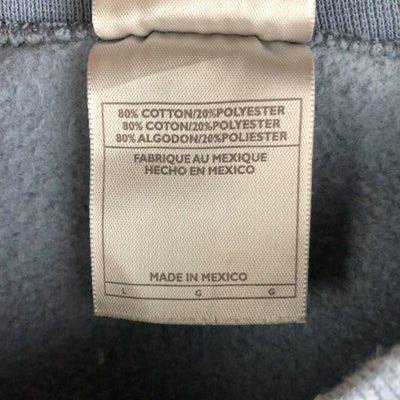 80% COTTON/20%POLYESTER
80% COTON/20%POLYESTER
80% ALGODON/20%POLIESTER
FABRIQUE AU MEXIQUE
HECHO EN MEXICO
MADE IN MEXICO
L G G